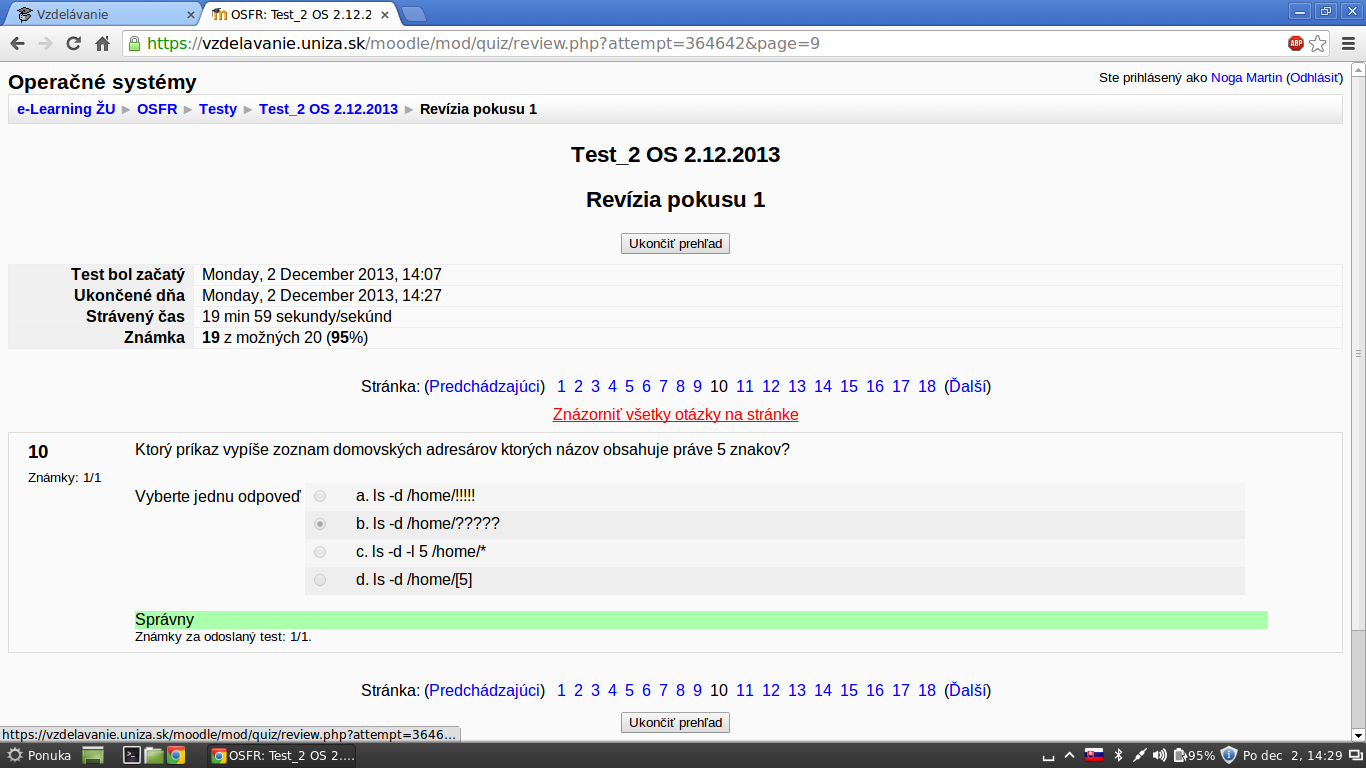 Vzdelávanie
OSFR: Test_2 OS 2.12.2
https://vzdelavanie.uniza.sk/moodle/mod/quiz/review.php?attempt=364642&page=9
ABP
Operačné systémy
Ste prihlásený ako Noga Martin (Odhlásiť)
e-Learning ŽU ► OSFR ► Testy ► Test_2 OS 2.12.2013 ► Revízia pokusu 1
Test_2 OS 2.12.2013
Revízia pokusu 1
Ukončiť prehľad
Test bol začatý Monday, 2 December 2013, 14:07
Ukončené dňa Monday, 2 December 2013, 14:27
Strávený čas 19 min 59 sekundy/sekúnd
Známka 19 z možných 20 (95%)
Stránka: (Predchádzajúci) 1 2 3 4 5 6 7 8 9 10 11 12 13 14 15 16 17 18 (Ďalší)
Znázorniť všetky otázky na stránke
10
Známky: 1/1
Ktorý príkaz vypíše zoznam domovských adresárov ktorých názov obsahuje práve 5 znakov?
Vyberte jednu odpoveď
a. ls -d /home/!!!!!
b. ls -d /home/?????
c. ls -d -l 5 /home/*
d. ls -d /home/[5]
Správny
Známky za odoslaný test: 1/1.
Stránka: (Predchádzajúci) 1 2 3 4 5 6 7 8 9 10 11 12 13 14 15 16 17 18 (Ďalší)
Ukončiť prehľad
https://vzdelavanie.uniza.sk/moodle/mod/quiz/review.php?attempt=3646...
Ponuka
OSFR: Test_2 OS 2....
95%
Po dec 2, 14:29